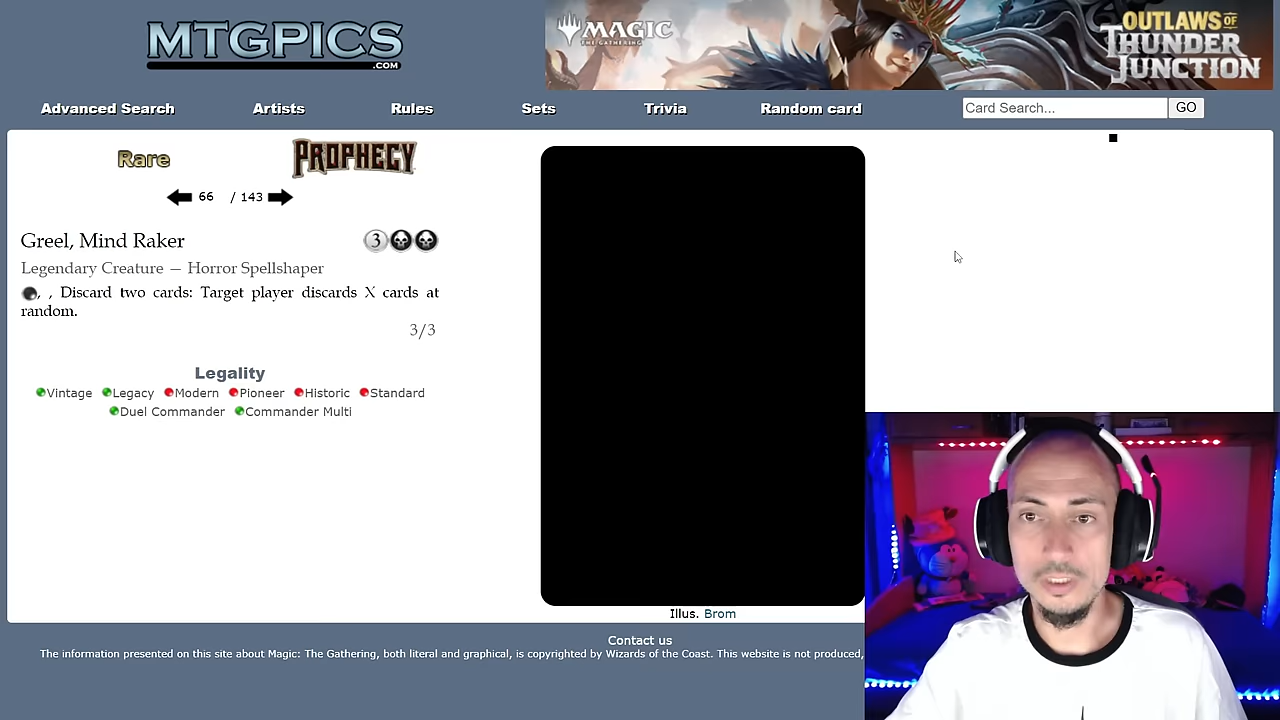 MTGPICS
.COM
MAGIC
THE GATHERING
OUTLAWS OF
THUNDER
JUNCTION
Advanced Search Artists Rules Sets Trivia Random card Card Search... GO
Rare PROPHECY
66 / 143
Greel, Mind Raker 3
Legendary Creature — Horror Spellshaper
, , Discard two cards: Target player discards X cards at
random.
3/3
Legality
Vintage Legacy Modern Pioneer Historic Standard
Duel Commander Commander Multi
Illus. Brom
Contact us
The information presented on this site about Magic: The Gathering, both literal and graphical, is copyrighted by Wizards of the Coast. This website is not produced,